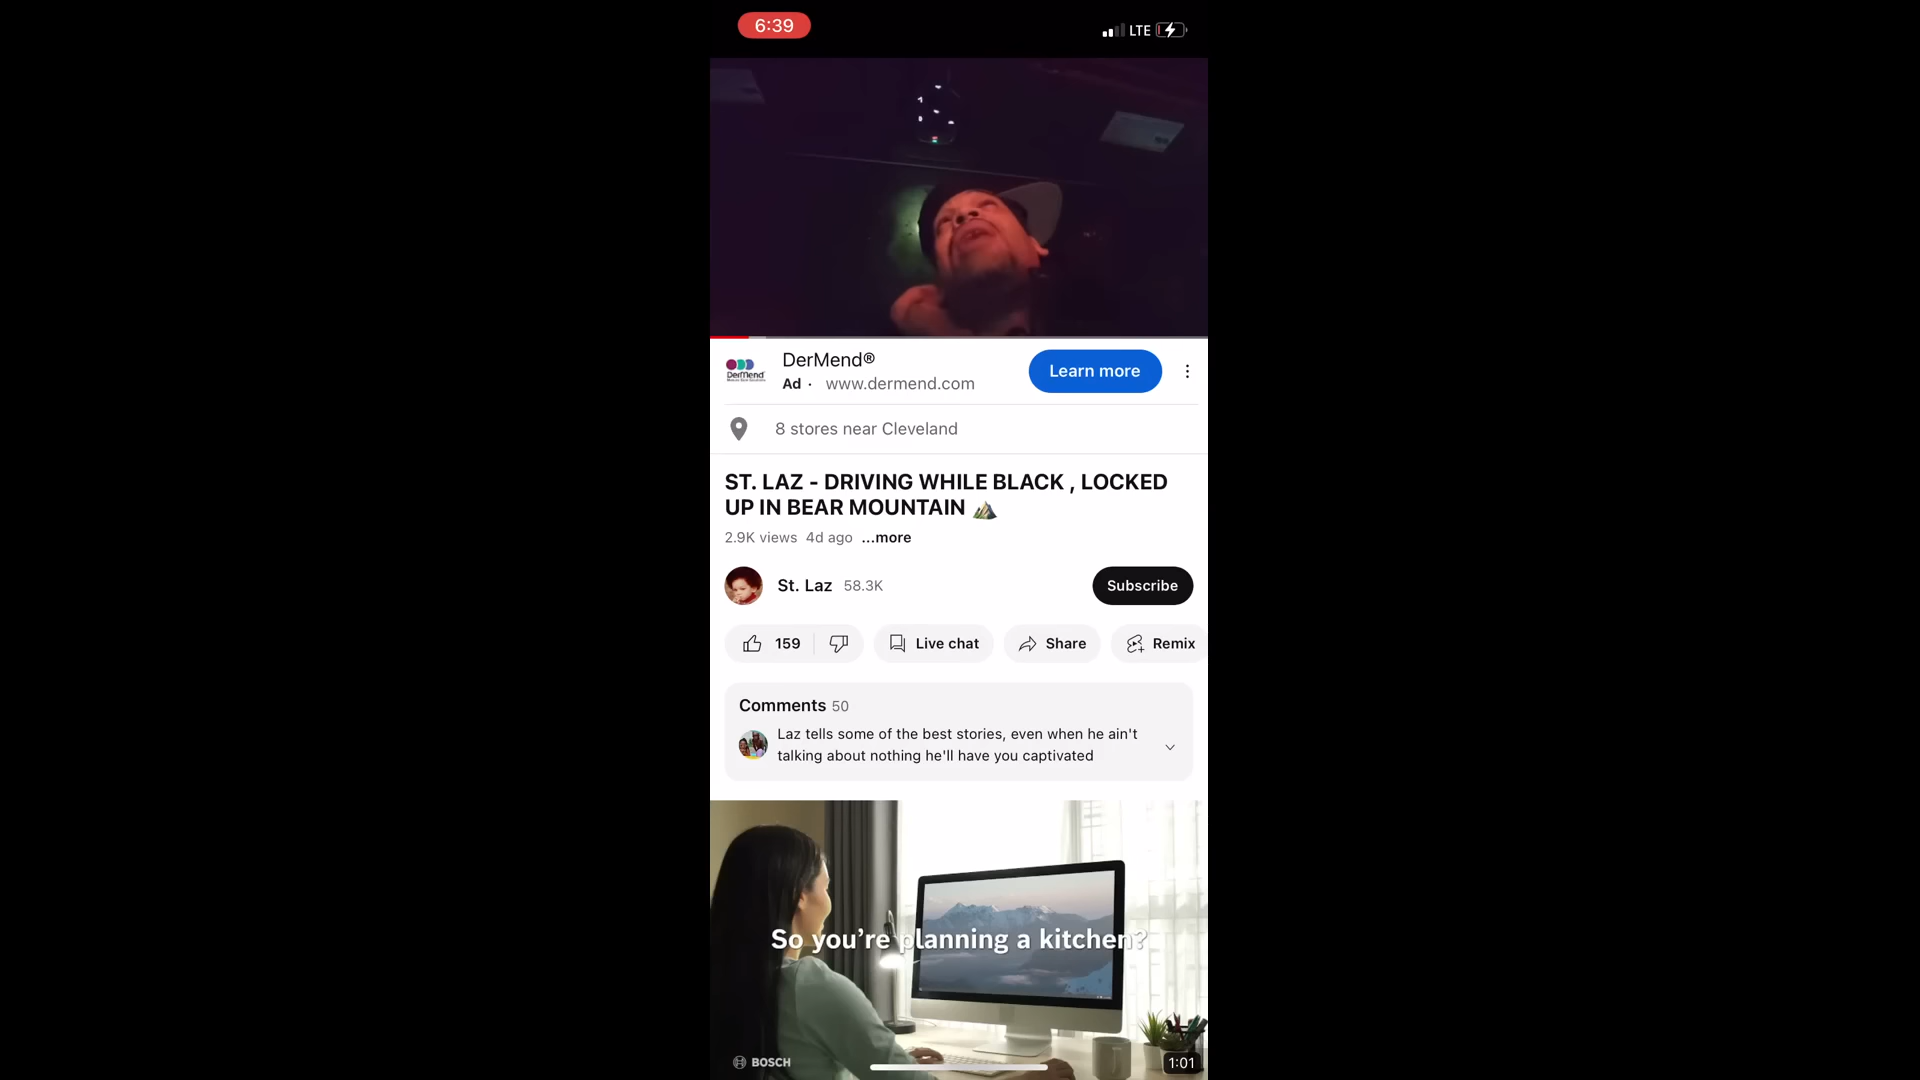 6:39
LTE
DerMend®
DerMend
Ad · www.dermend.com
Learn more
8 stores near Cleveland
ST. LAZ - DRIVING WHILE BLACK , LOCKED
UP IN BEAR MOUNTAIN
2.9K views 4d ago ...more
St. Laz 58.3K
Subscribe
159
Live chat
Share
Remix
Comments 50
Laz tells some of the best stories, even when he ain't
talking about nothing he'll have you captivated
So you're planning a kitchen?
BOSCH
1:01